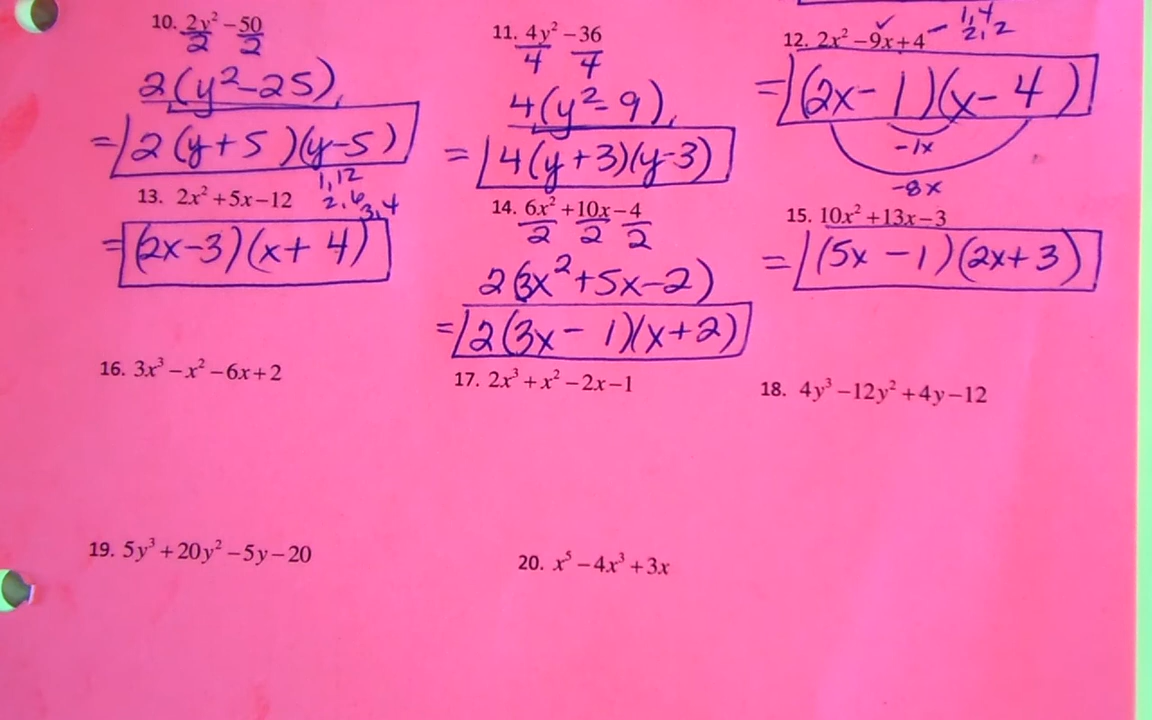 10. 2y² – 50
2 2
2(y²-25)
= 2(y+5)(y-5)
11. 4y² – 36
4 4
4(y²-9)
= 4(y+3)(y-3)
12. 2x² – 9x + 4 – 1,4
✓ 2,2
= (2x-1)(x-4)
-1x
-8x
13. 2x² + 5x – 12
1,12
2,6
3,4
= (2x-3)(x+4)
14. 6x² + 10x – 4
2 2 2
2(3x²+5x-2)
= 2(3x-1)(x+2)
15. 10x² + 13x – 3
= (5x-1)(2x+3)
16. 3x³ – x² – 6x + 2
17. 2x³ + x² – 2x – 1
18. 4y³ – 12y² + 4y – 12
19. 5y³ + 20y² – 5y – 20
20. x⁵ – 4x³ + 3x